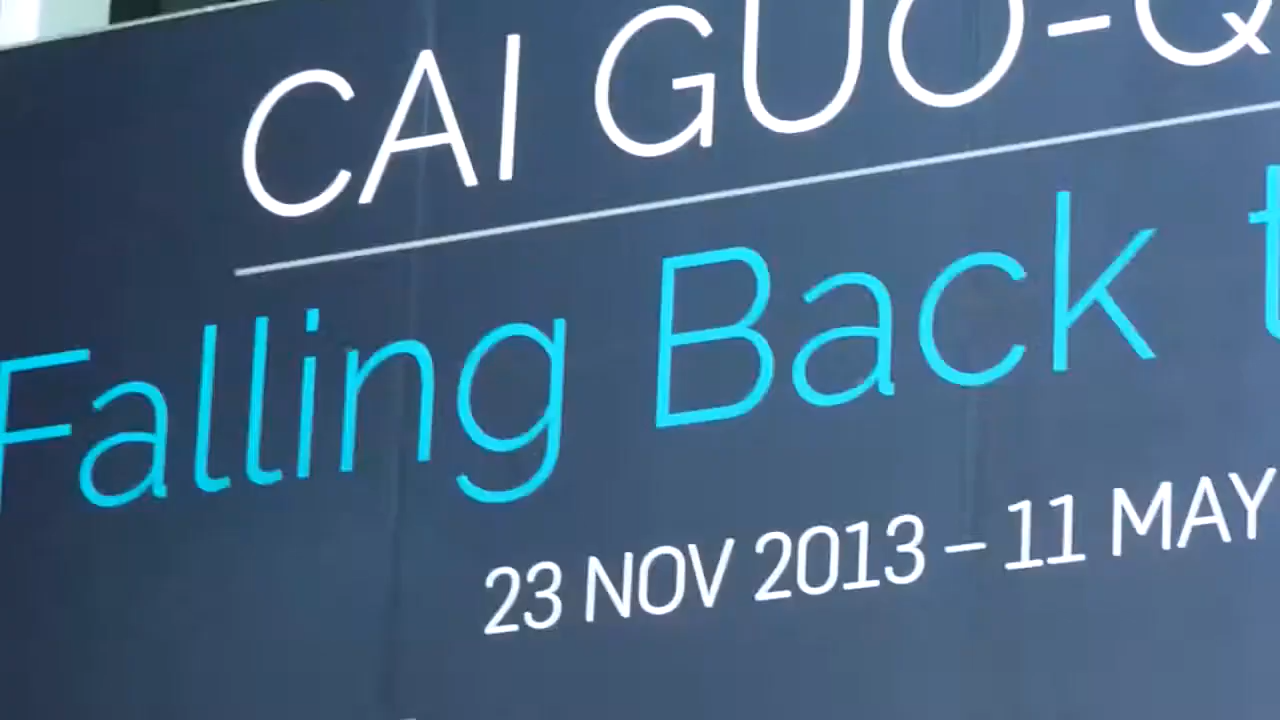 CAI GUO-Q
Falling Back t
23 NOV 2013 – 11 MAY